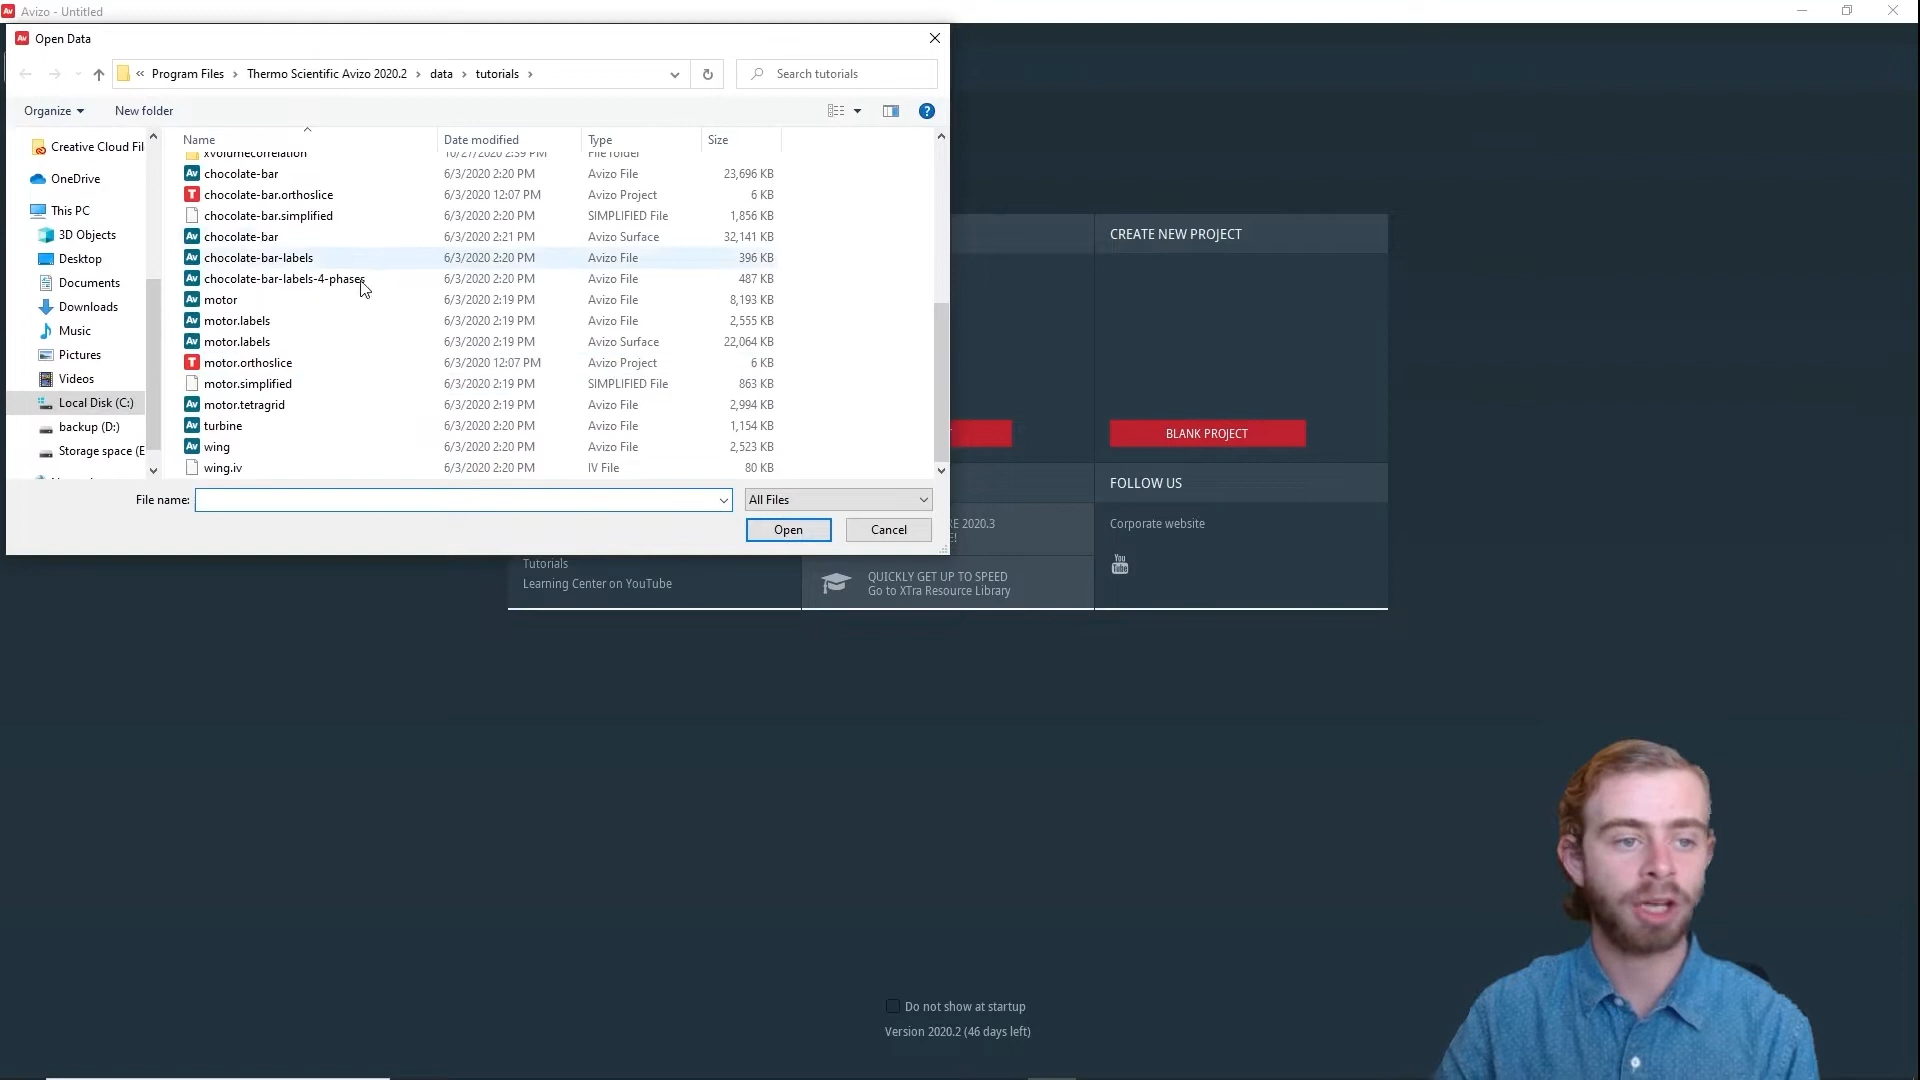 Avizo - Untitled
Open Data
« Program Files > Thermo Scientific Avizo 2020.2 > data > tutorials >
Search tutorials
Organize
New folder
Name Date modified Type Size
Creative Cloud Fil
OneDrive
This PC
3D Objects
Desktop
Documents
Downloads
Music
Pictures
Videos
Local Disk (C:)
backup (D:)
Storage space (E
xvolumecorrelation 10/27/2020 2:59 PM File folder
chocolate-bar 6/3/2020 2:20 PM Avizo File 23,696 KB
chocolate-bar.orthoslice 6/3/2020 12:07 PM Avizo Project 6 KB
chocolate-bar.simplified 6/3/2020 2:20 PM SIMPLIFIED File 1,856 KB
chocolate-bar 6/3/2020 2:21 PM Avizo Surface 32,141 KB
chocolate-bar-labels 6/3/2020 2:20 PM Avizo File 396 KB
chocolate-bar-labels-4-phases 6/3/2020 2:20 PM Avizo File 487 KB
motor 6/3/2020 2:19 PM Avizo File 8,193 KB
motor.labels 6/3/2020 2:19 PM Avizo File 2,555 KB
motor.labels 6/3/2020 2:19 PM Avizo Surface 22,064 KB
motor.orthoslice 6/3/2020 12:07 PM Avizo Project 6 KB
motor.simplified 6/3/2020 2:19 PM SIMPLIFIED File 863 KB
motor.tetragrid 6/3/2020 2:19 PM Avizo File 2,994 KB
turbine 6/3/2020 2:20 PM Avizo File 1,154 KB
wing 6/3/2020 2:20 PM Avizo File 2,523 KB
wing.iv 6/3/2020 2:20 PM IV File 80 KB
File name:
All Files
Open
Cancel
CREATE NEW PROJECT
BLANK PROJECT
FOLLOW US
Corporate website
You Tube
E 2020.3
E!
Tutorials
Learning Center on YouTube
QUICKLY GET UP TO SPEED
Go to XTra Resource Library
Do not show at startup
Version 2020.2 (46 days left)